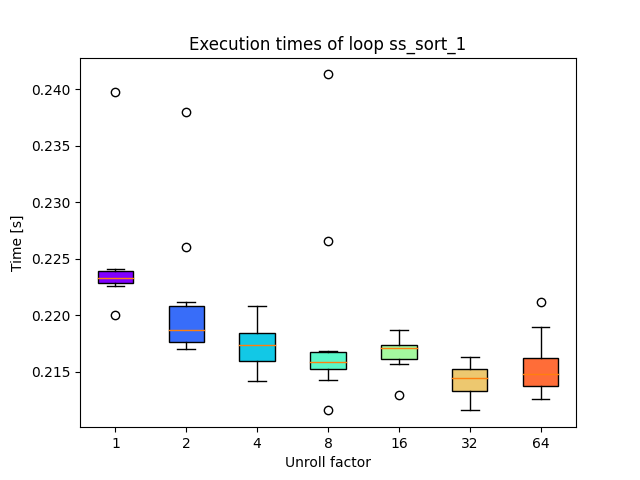 Execution times of loop ss_sort_1
0.240
0.235
0.230
0.225
0.220
0.215
Time [s]
1 2 4 8 16 32 64
Unroll factor